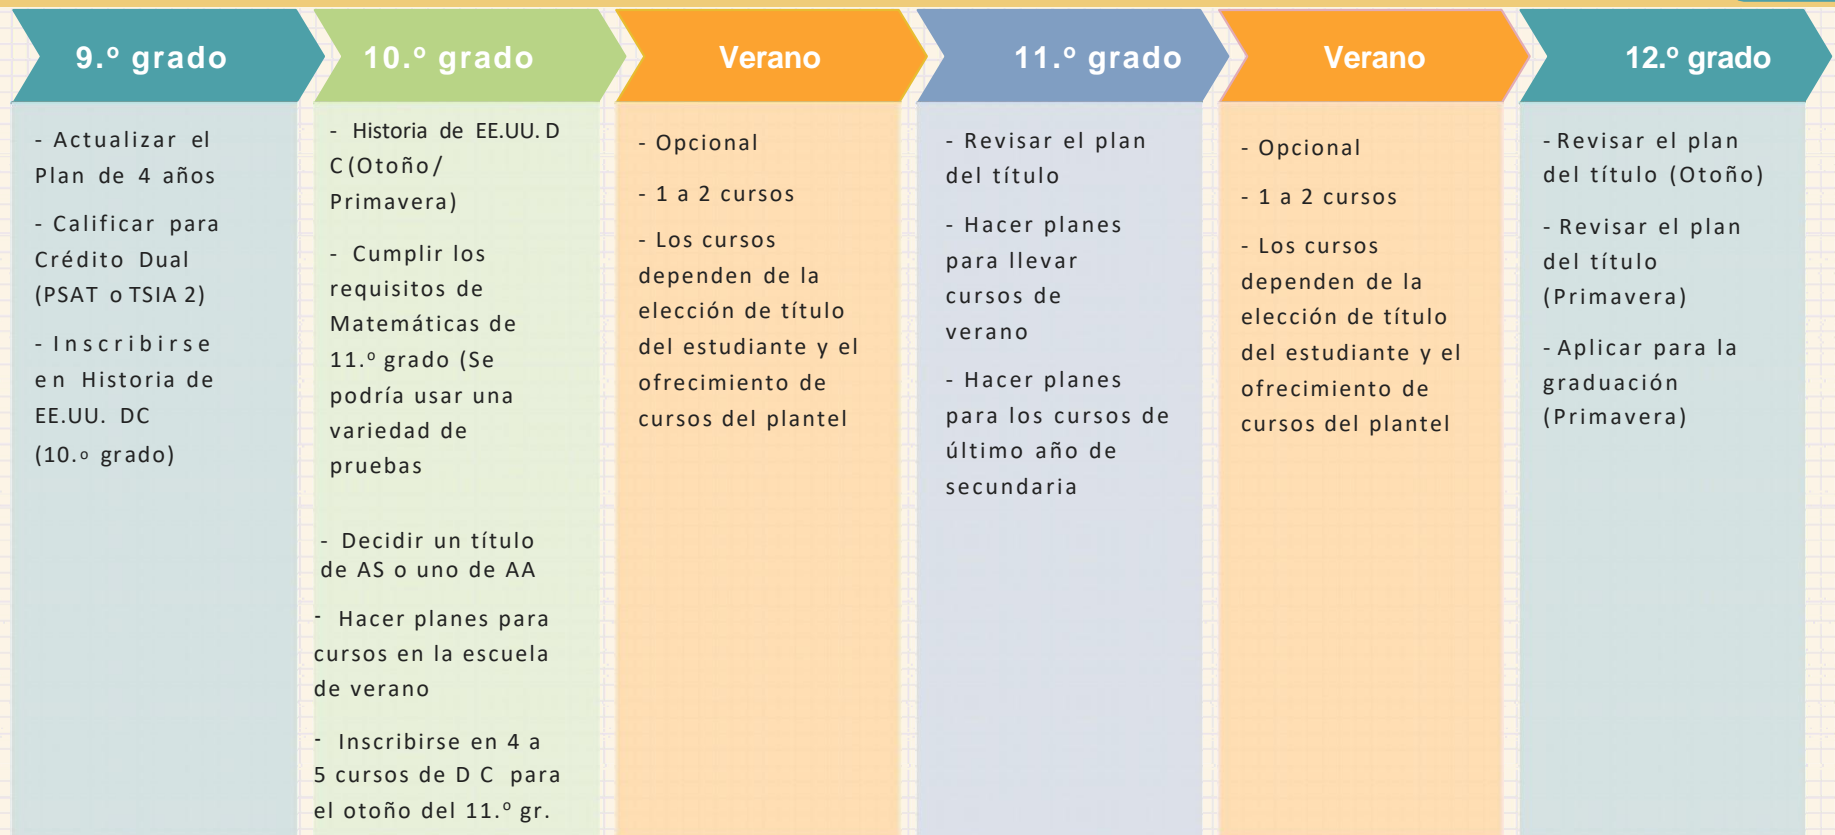 9.º grado
- Actualizar el
Plan de 4 años
- Calificar para
Crédito Dual
(PSAT o TSIA 2)
- Inscribirse
en Historia de
EE.UU. DC
(10.º grado)
10.º grado
- Historia de EE.UU. D
C (Otoño/
Primavera)
- Cumplir los
requisitos de
Matemáticas de
11.º grado (Se
podría usar una
variedad de
pruebas
- Decidir un título
de AS o uno de AA
- Hacer planes para
cursos en la escuela
de verano
- Inscribirse en 4 a
5 cursos de D C para
el otoño del 11.º gr.
Verano
- Opcional
- 1 a 2 cursos
- Los cursos
dependen de la
elección de título
del estudiante y el
ofrecimiento de
cursos del plantel
11.º grado
- Revisar el plan
del título
- Hacer planes
para llevar
cursos de
verano
- Hacer planes
para los cursos de
último año de
secundaria
Verano
- Opcional
- 1 a 2 cursos
- Los cursos
dependen de la
elección de título
del estudiante y el
ofrecimiento de
cursos del plantel
12.º grado
- Revisar el plan
del título (Otoño)
- Revisar el plan
del título
(Primavera)
- Aplicar para la
graduación
(Primavera)